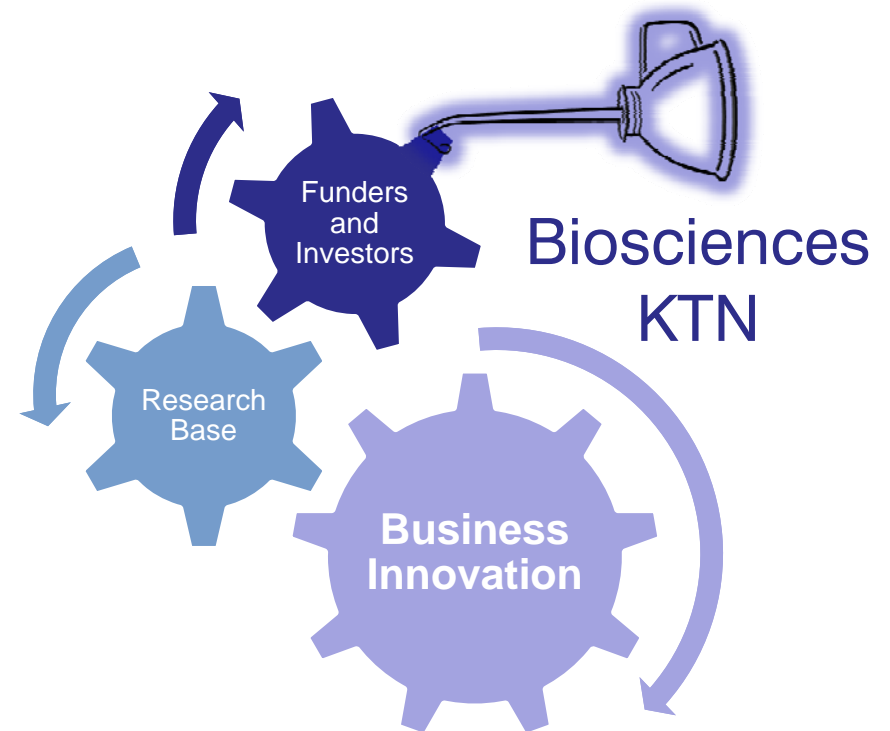 Funders
and
Investors
Biosciences
KTN
Research
Base
Business
Innovation